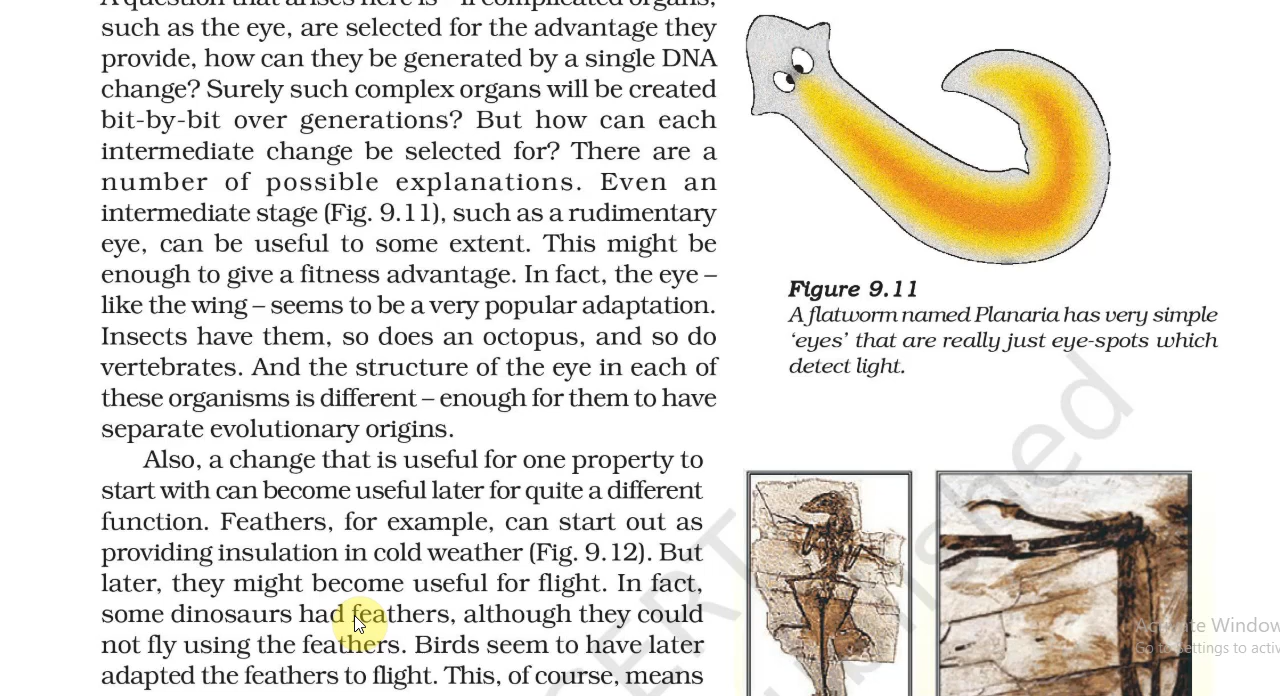 A question that arises here is – if complicated organs,
such as the eye, are selected for the advantage they
provide, how can they be generated by a single DNA
change? Surely such complex organs will be created
bit-by-bit over generations? But how can each
intermediate change be selected for? There are a
number of possible explanations. Even an
intermediate stage (Fig. 9.11), such as a rudimentary
eye, can be useful to some extent. This might be
enough to give a fitness advantage. In fact, the eye –
like the wing – seems to be a very popular adaptation.
Insects have them, so does an octopus, and so do
vertebrates. And the structure of the eye in each of
these organisms is different – enough for them to have
separate evolutionary origins.
Also, a change that is useful for one property to
start with can become useful later for quite a different
function. Feathers, for example, can start out as
providing insulation in cold weather (Fig. 9.12). But
later, they might become useful for flight. In fact,
some dinosaurs had feathers, although they could
not fly using the feathers. Birds seem to have later
adapted the feathers to flight. This, of course, means
Figure 9.11
A flatworm named Planaria has very simple
‘eyes’ that are really just eye-spots which
detect light.